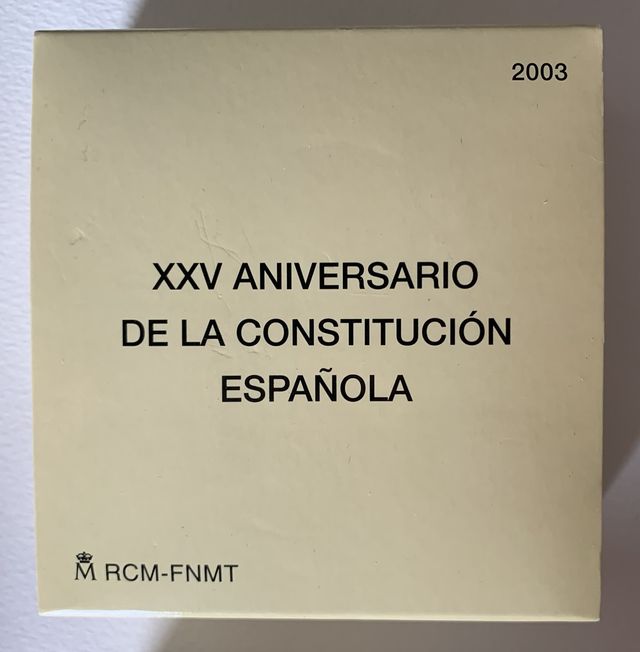 2003
XXV ANIVERSARIO
DE LA CONSTITUCIÓN
ESPAÑOLA
M RCM-FNMT